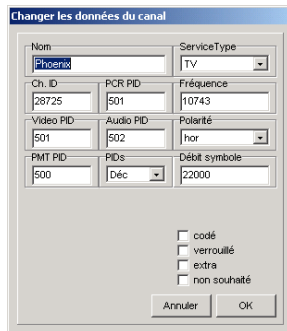 Changer les données du canal
Nom ServiceType
Phoenix TV
Ch. ID PCR PID Fréquence
28725 501 10743
Video PID Audio PID Polarité
501 502 hor
PMT PID PIDs Débit symbole
500 Déc 22000
codé
verrouillé
extra
non souhaité
Annuler OK